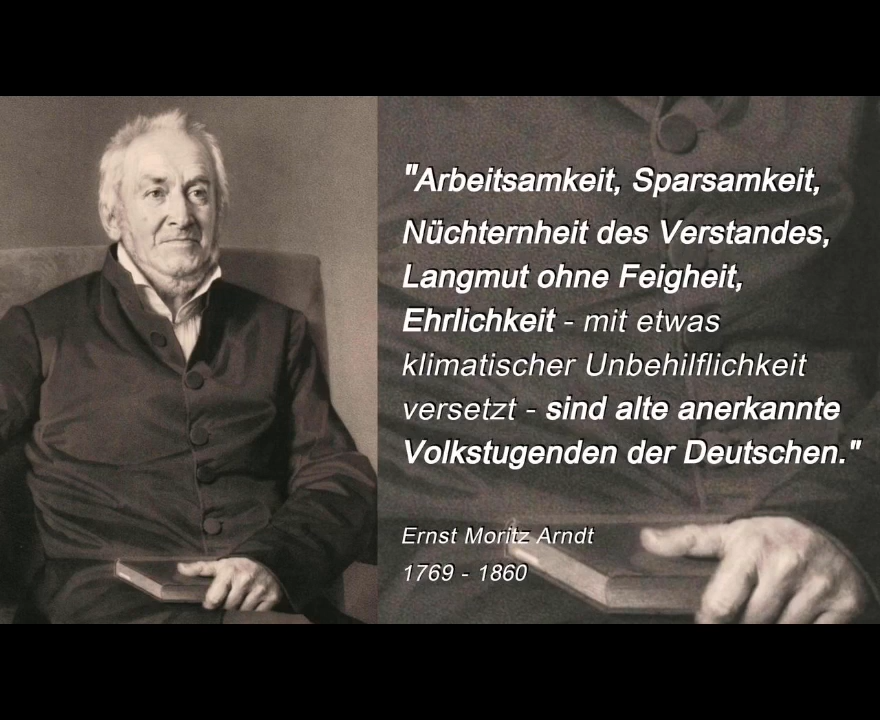 "Arbeitsamkeit, Sparsamkeit,
Nüchternheit des Verstandes,
Langmut ohne Feigheit,
Ehrlichkeit - mit etwas
klimatischer Unbehilflichkeit
versetzt - sind alte anerkannte
Volkstugenden der Deutschen."
Ernst Moritz Arndt
1769 - 1860